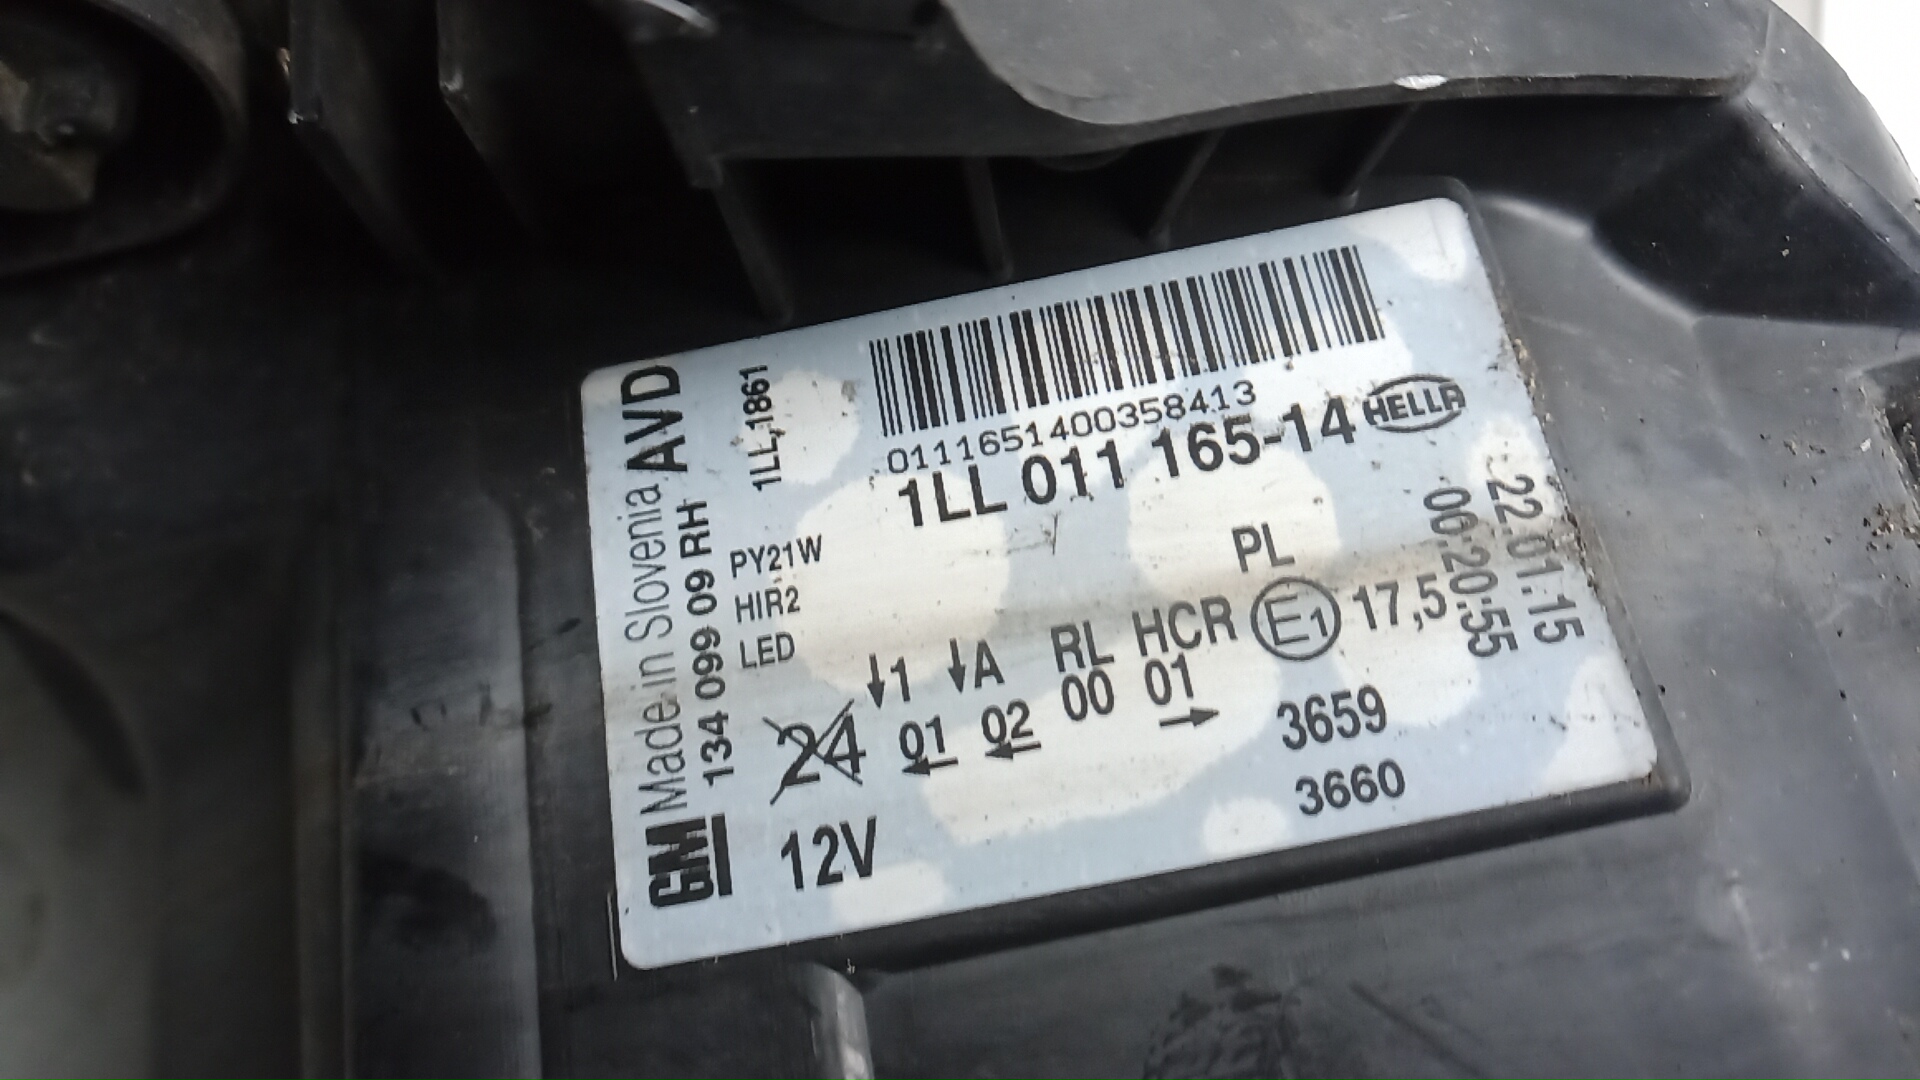 0111651400358413
1LL 011 165-14 HELLA
1LL,1861
GM Made in Slovenia AVD
134 099 09 RH
PY21W
HIR2
LED
PL
↓1 ↓A RL HCR E1 17,5
24 01 02 00 01
← ← →
3659
3660
12V
22.01.15
00:20:55